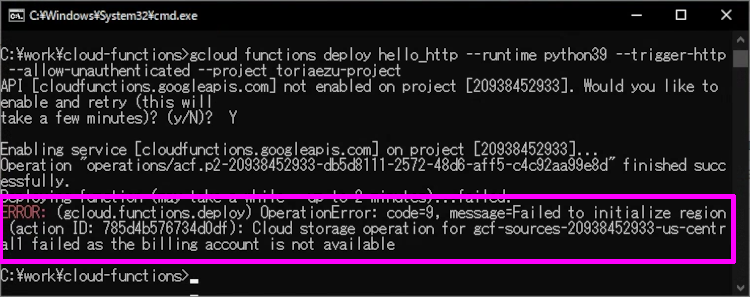 C:¥Windows¥System32¥cmd.exe
C:¥work¥cloud-functions>gcloud functions deploy hello_http --runtime python39 --trigger-http
--allow-unauthenticated --project toriaezu-project
API [cloudfunctions.googleapis.com] not enabled on project [20938452933]. Would you like to
enable and retry (this will
take a few minutes)? (y/N)?  Y
Enabling service [cloudfunctions.googleapis.com] on project [20938452933]...
Operation "operations/acf.p2-20938452933-db5d8111-2572-48d6-aff5-c4c92aa99e8d" finished succ
essfully.
Deploying function (may take a while - up to 2 minutes)...failed.
ERROR: (gcloud.functions.deploy) OperationError: code=9, message=Failed to initialize region
(action ID: 785d4b576734d0df): Cloud storage operation for gcf-sources-20938452933-us-centr
al1 failed as the billing account is not available
C:¥work¥cloud-functions>